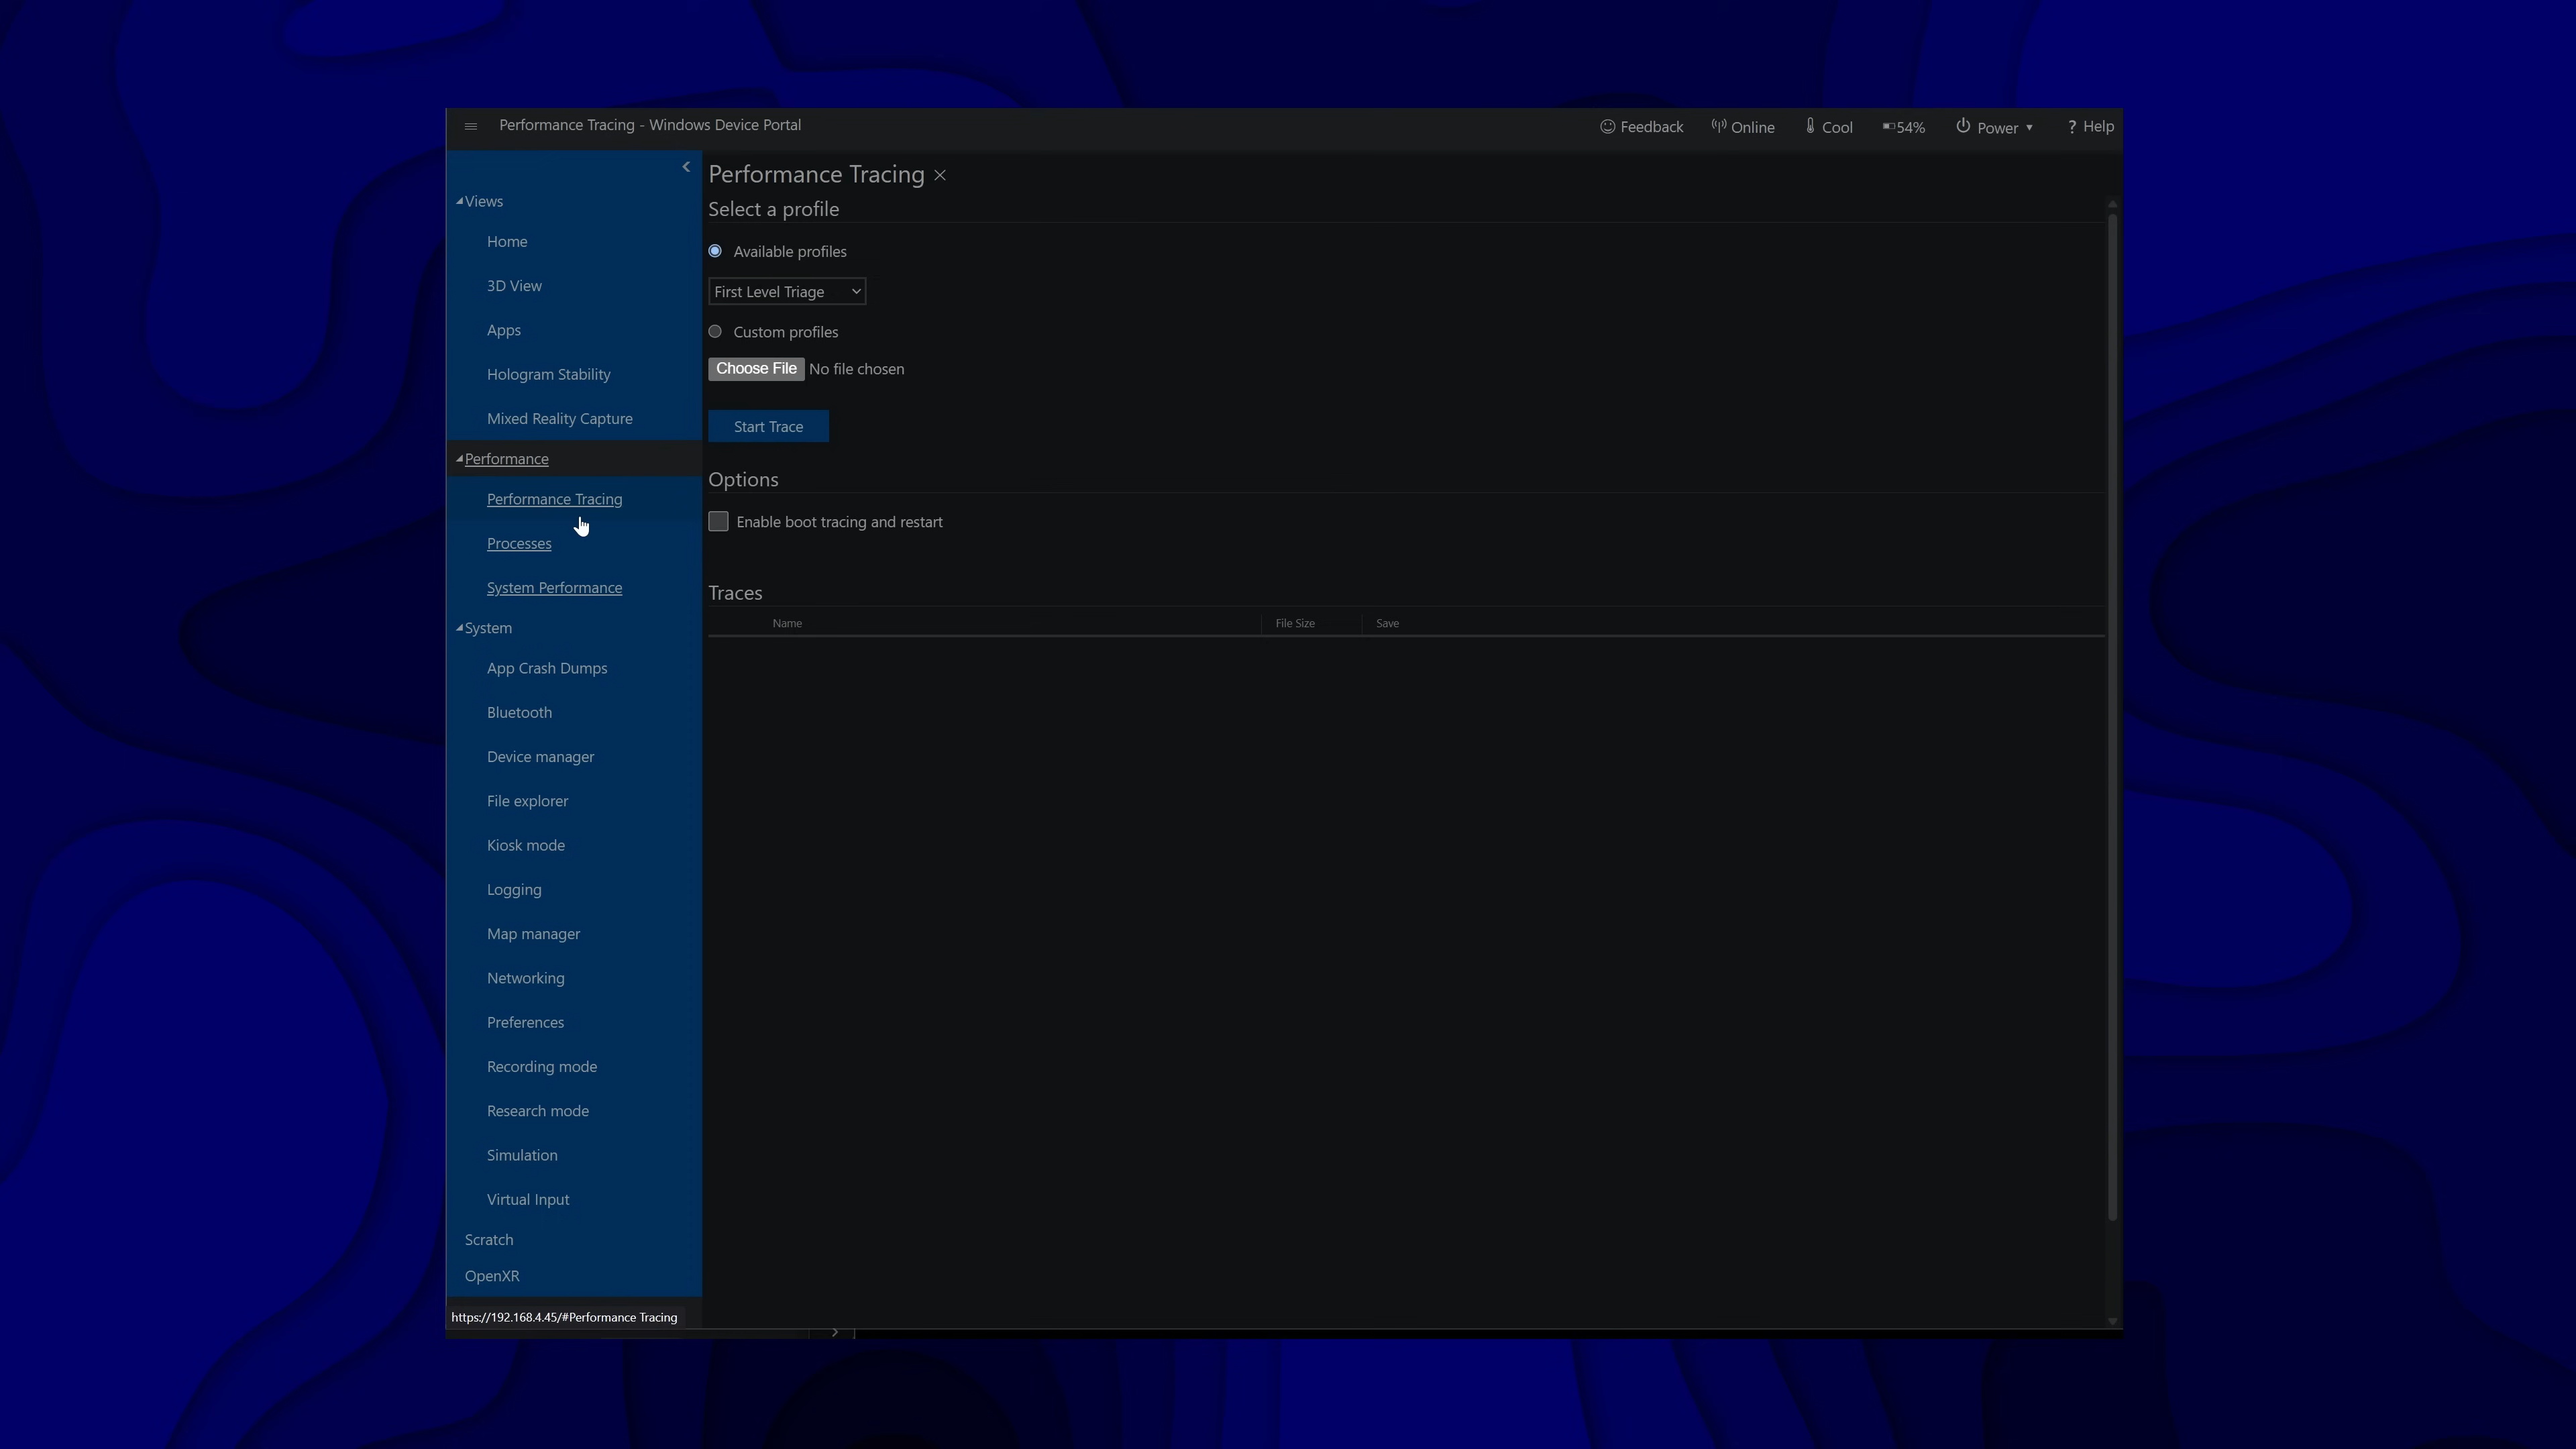 Performance Tracing - Windows Device Portal
Feedback
Online
Cool
54%
Power
? Help
Views
Home
3D View
Apps
Hologram Stability
Mixed Reality Capture
Performance
Performance Tracing
Processes
System Performance
System
App Crash Dumps
Bluetooth
Device manager
File explorer
Kiosk mode
Logging
Map manager
Networking
Preferences
Recording mode
Research mode
Simulation
Virtual Input
Scratch
OpenXR
https://192.168.4.45/#Performance Tracing
Performance Tracing
Select a profile
Available profiles
First Level Triage
Custom profiles
Choose File No file chosen
Start Trace
Options
Enable boot tracing and restart
Traces
Name File Size Save